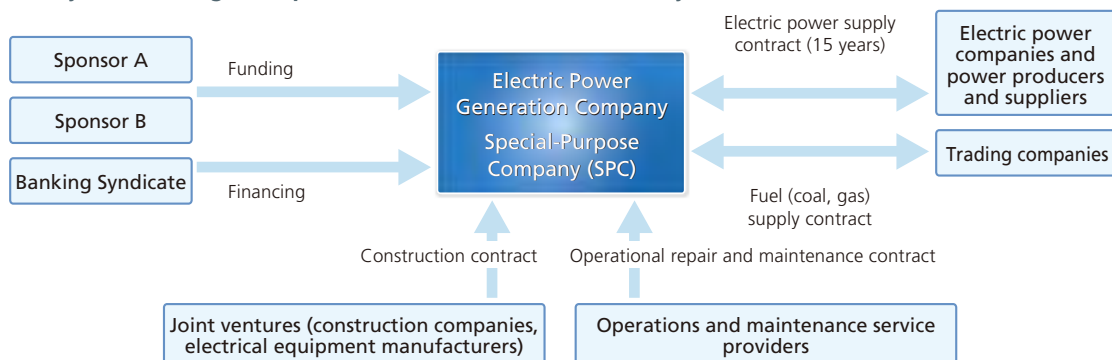 Sponsor A
Funding
Sponsor B
Banking Syndicate
Financing
Electric Power
Generation Company
Special-Purpose
Company (SPC)
Electric power supply
contract (15 years)
Electric power
companies and
power producers
and suppliers
Trading companies
Fuel (coal, gas)
supply contract
Construction contract
Operational repair and maintenance contract
Joint ventures (construction companies,
electrical equipment manufacturers)
Operations and maintenance service
providers